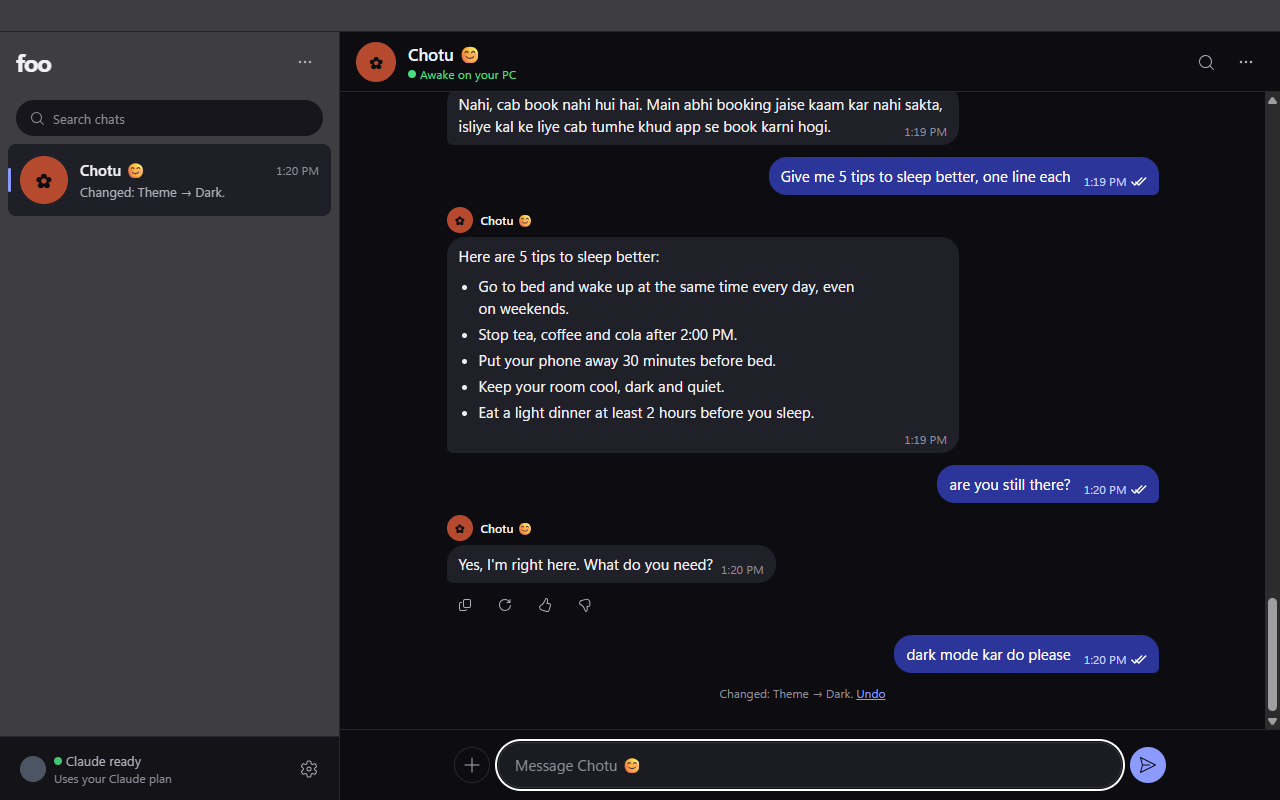 foo
Search chats
Chotu 😊
1:20 PM
Changed: Theme → Dark.
Claude ready
Uses your Claude plan
Chotu 😊
Awake on your PC
Nahi, cab book nahi hui hai. Main abhi booking jaise kaam kar nahi sakta,
isliye kal ke liye cab tumhe khud app se book karni hogi.
1:19 PM
Give me 5 tips to sleep better, one line each
1:19 PM
Chotu 😊
Here are 5 tips to sleep better:
• Go to bed and wake up at the same time every day, even
on weekends.
• Stop tea, coffee and cola after 2:00 PM.
• Put your phone away 30 minutes before bed.
• Keep your room cool, dark and quiet.
• Eat a light dinner at least 2 hours before you sleep.
1:19 PM
are you still there?
1:20 PM
Chotu 😊
Yes, I'm right here. What do you need?
1:20 PM
dark mode kar do please
1:20 PM
Changed: Theme → Dark. Undo
Message Chotu 😊